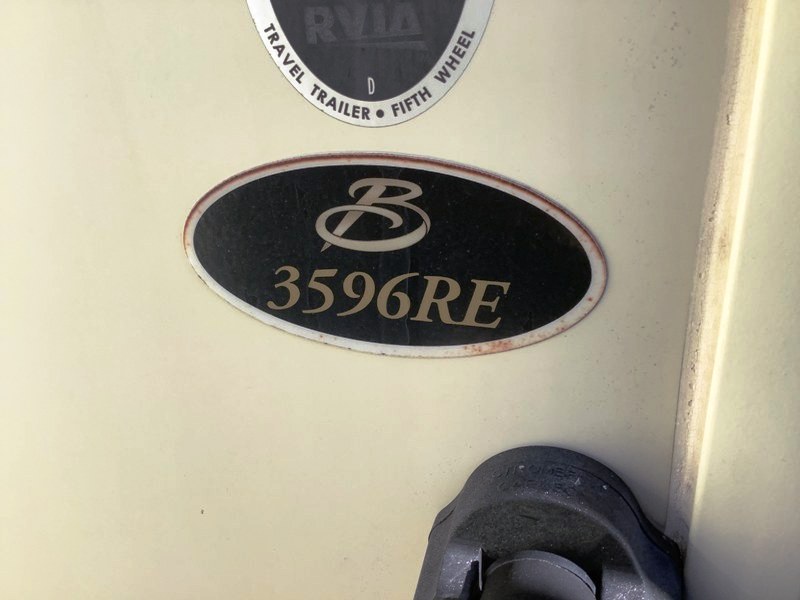 RVIA
D
TRAVEL TRAILER • FIFTH WHEEL
B
3596RE